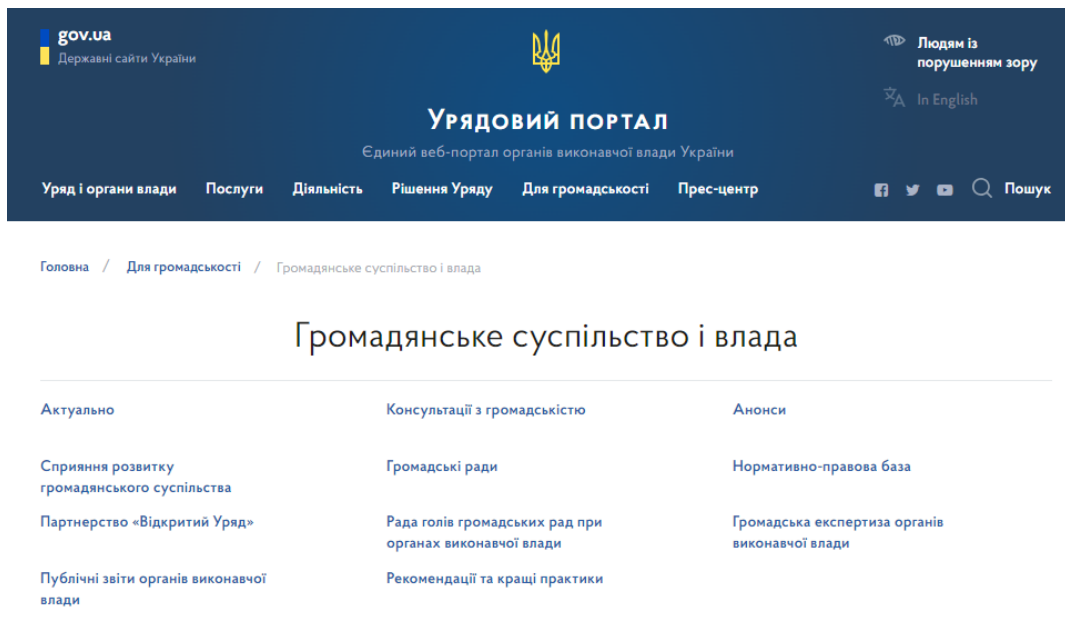 gov.ua
Державні сайти України
Людям із
порушенням зору
In English
Урядовий портал
Єдиний веб-портал органів виконавчої влади України
Уряд і органи влади Послуги Діяльність Рішення Уряду Для громадськості Прес-центр Пошук
Головна / Для громадськості / Громадянське суспільство і влада
Громадянське суспільство і влада
Актуально
Консультації з громадськістю
Анонси
Сприяння розвитку
громадянського суспільства
Громадські ради
Нормативно-правова база
Партнерство «Відкритий Уряд»
Рада голів громадських рад при
органах виконавчої влади
Громадська експертиза органів
виконавчої влади
Публічні звіти органів виконавчої
влади
Рекомендації та кращі практики